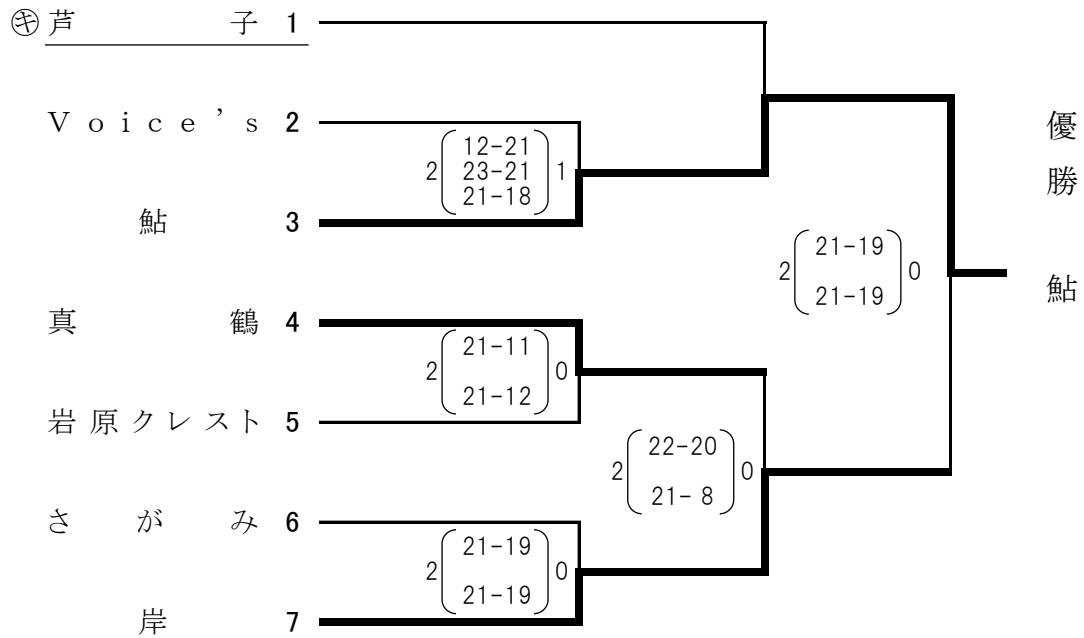 ㋖芦子 1
Voice’s 2
2 12-21 1
23-21
21-18
鮎 3
優勝
鮎
2 21-19 0
21-19
真鶴 4
2 21-11 0
21-12
岩原クレスト 5
2 22-20 0
21- 8
さがみ 6
2 21-19 0
21-19
岸 7